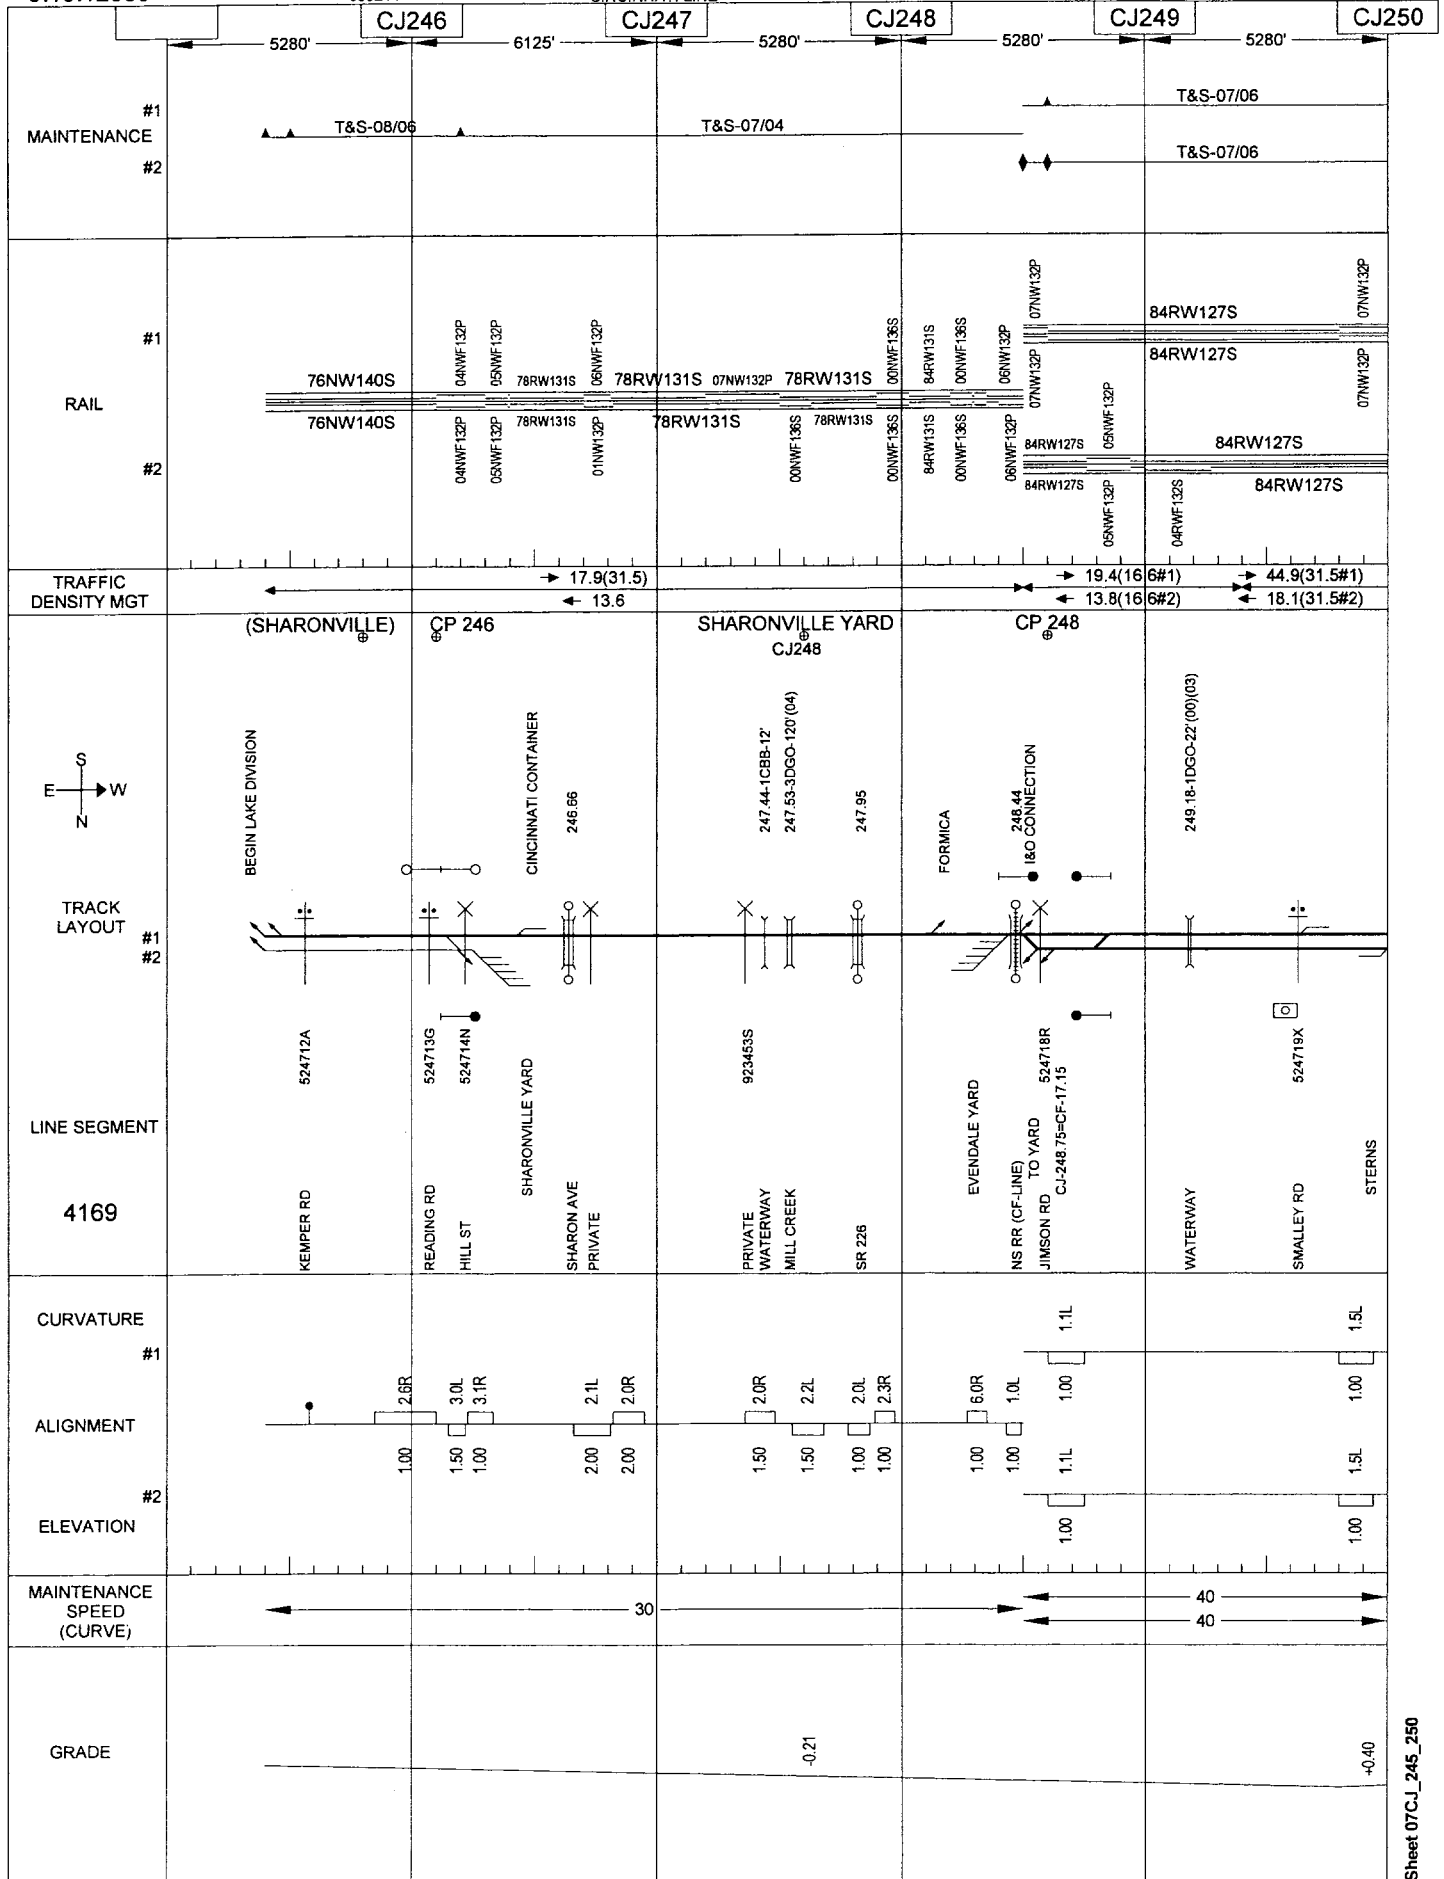 CJ246
CJ247
CJ248
CJ249
CJ250
5280'
6125'
5280'
5280'
5280'
MAINTENANCE
#1
#2
T&S-08/06
T&S-07/04
T&S-07/06
T&S-07/06
RAIL
#1
#2
04NWF132P
05NWF132P
06NWF132P
00NWF136S
84RW131S
00NWF136S
06NW132P
07NW132P
84RW127S
07NW132P
76NW140S
78RW131S
78RW131S
07NW132P
78RW131S
84RW127S
76NW140S
78RW131S
78RW131S
78RW131S
04NWF132P
05NWF132P
01NW132P
00NWF136S
00NWF136S
84RW131S
00NWF136S
06NWF132P
07NW132P
07NW132P
84RW127S
05NWF132P
84RW127S
84RW127S
84RW127S
05NWF132P
04RWF132S
TRAFFIC
DENSITY MGT
17.9(31.5)
13.6
19.4(16.6#1)
44.9(31.5#1)
13.8(16.6#2)
18.1(31.5#2)
(SHARONVILLE)
CP 246
SHARONVILLE YARD
CJ248
CP 248
S
E
W
N
BEGIN LAKE DIVISION
CINCINNATI CONTAINER
246.66
247.44-1CBB-12'
247.53-3DGO-120'(04)
247.95
FORMICA
248.44
I&O CONNECTION
249.18-1DGO-22'(00)(03)
TRACK
LAYOUT
#1
#2
524712A
524713G
524714N
923453S
524718R
524719X
LINE SEGMENT
4169
KEMPER RD
READING RD
HILL ST
SHARONVILLE YARD
SHARON AVE
PRIVATE
PRIVATE
WATERWAY
MILL CREEK
SR 226
EVENDALE YARD
NS RR (CF-LINE)
TO YARD
JIMSON RD
CJ-248.75=CF-17.15
WATERWAY
SMALLEY RD
STERNS
CURVATURE
#1
1.1L
1.5L
1.00
1.00
ALIGNMENT
2.6R
3.0L
3.1R
2.1L
2.0R
2.0R
2.2L
2.0L
2.3R
6.0R
1.0L
1.00
1.50
1.00
2.00
2.00
1.50
1.50
1.00
1.00
1.00
1.00
1.1L
1.5L
#2
ELEVATION
1.00
1.00
MAINTENANCE
SPEED
(CURVE)
30
40
40
GRADE
-0.21
+0.40
Sheet 07CJ_245_250